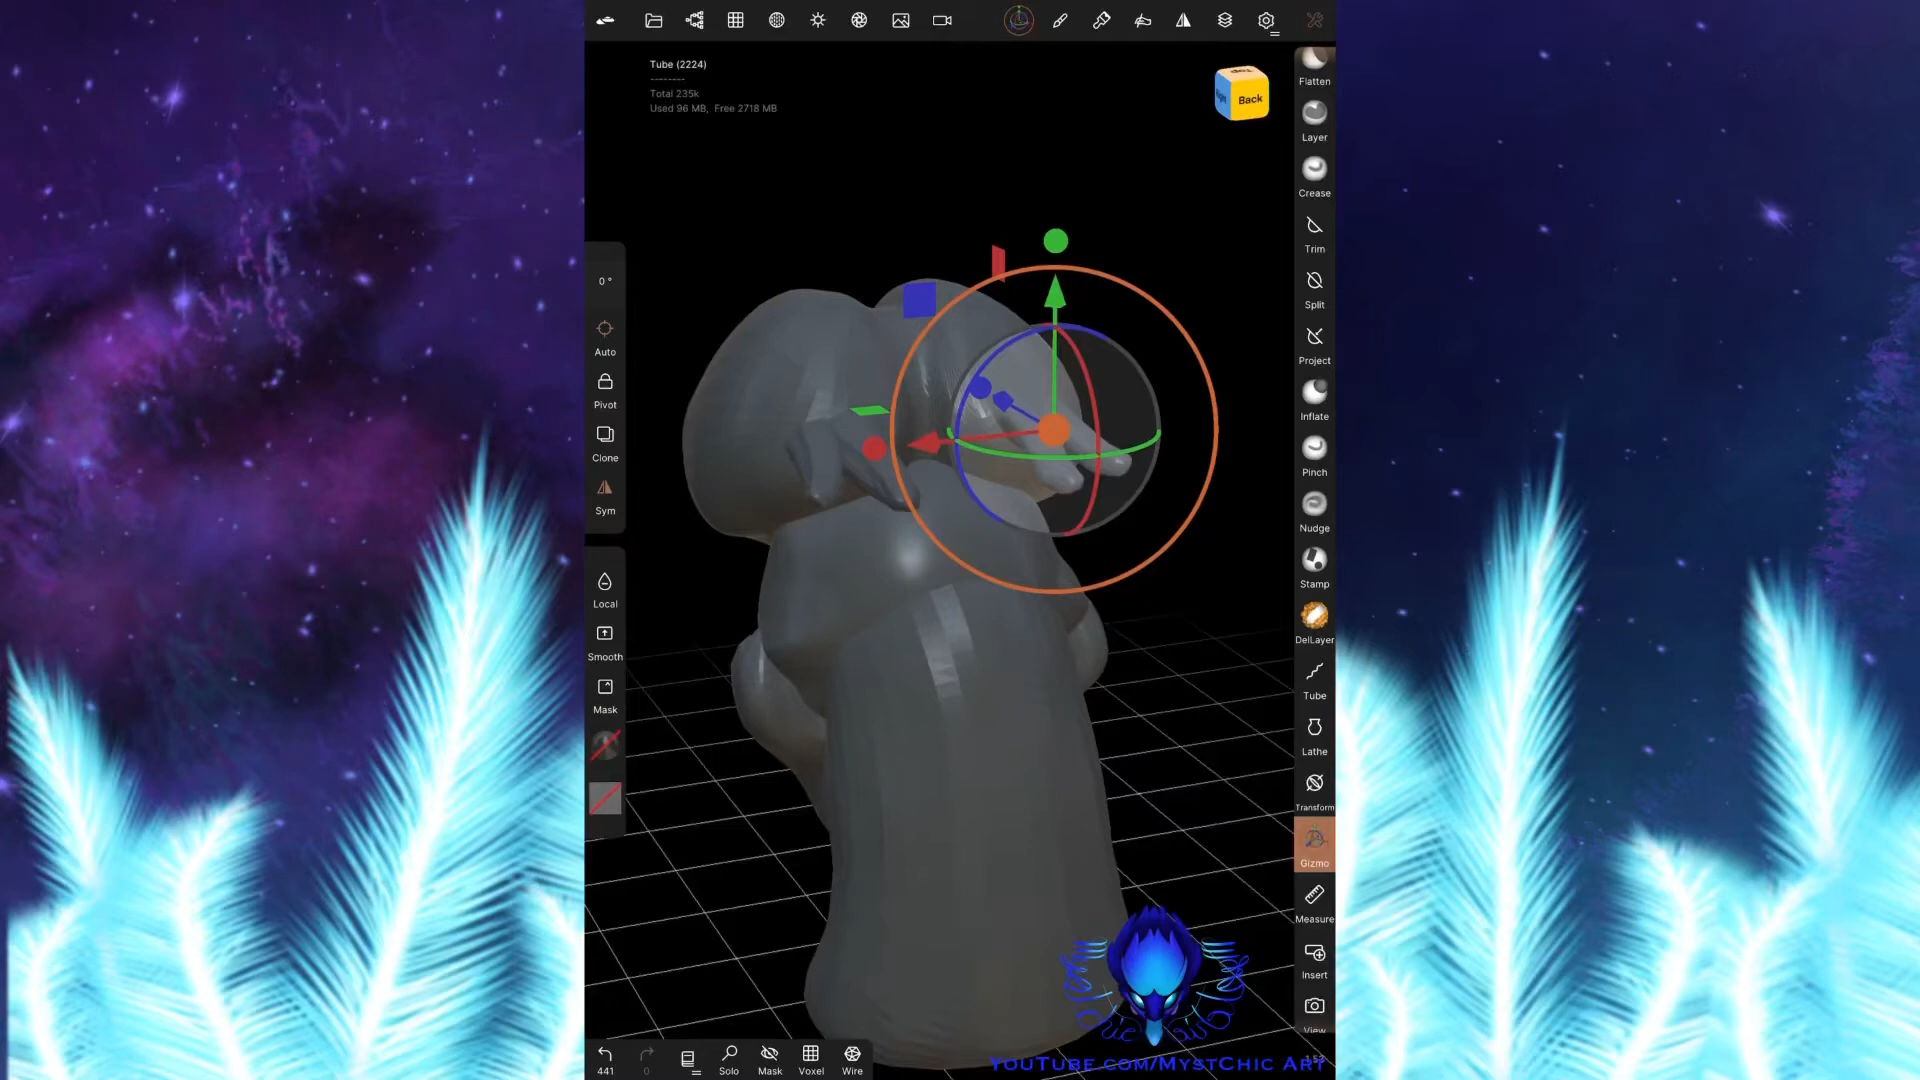 Tube (2224)
--------
Total 235k
Used 96 MB, Free 2718 MB
Top
Right
Back
0 °
Auto
Pivot
Clone
Sym
Local
Smooth
Mask
Flatten
Layer
Crease
Trim
Split
Project
Inflate
Pinch
Nudge
Stamp
DelLayer
Tube
Lathe
Transform
Gizmo
Measure
Insert
View
441
0
Solo
Mask
Voxel
Wire
YouTube.com/MystChic Art